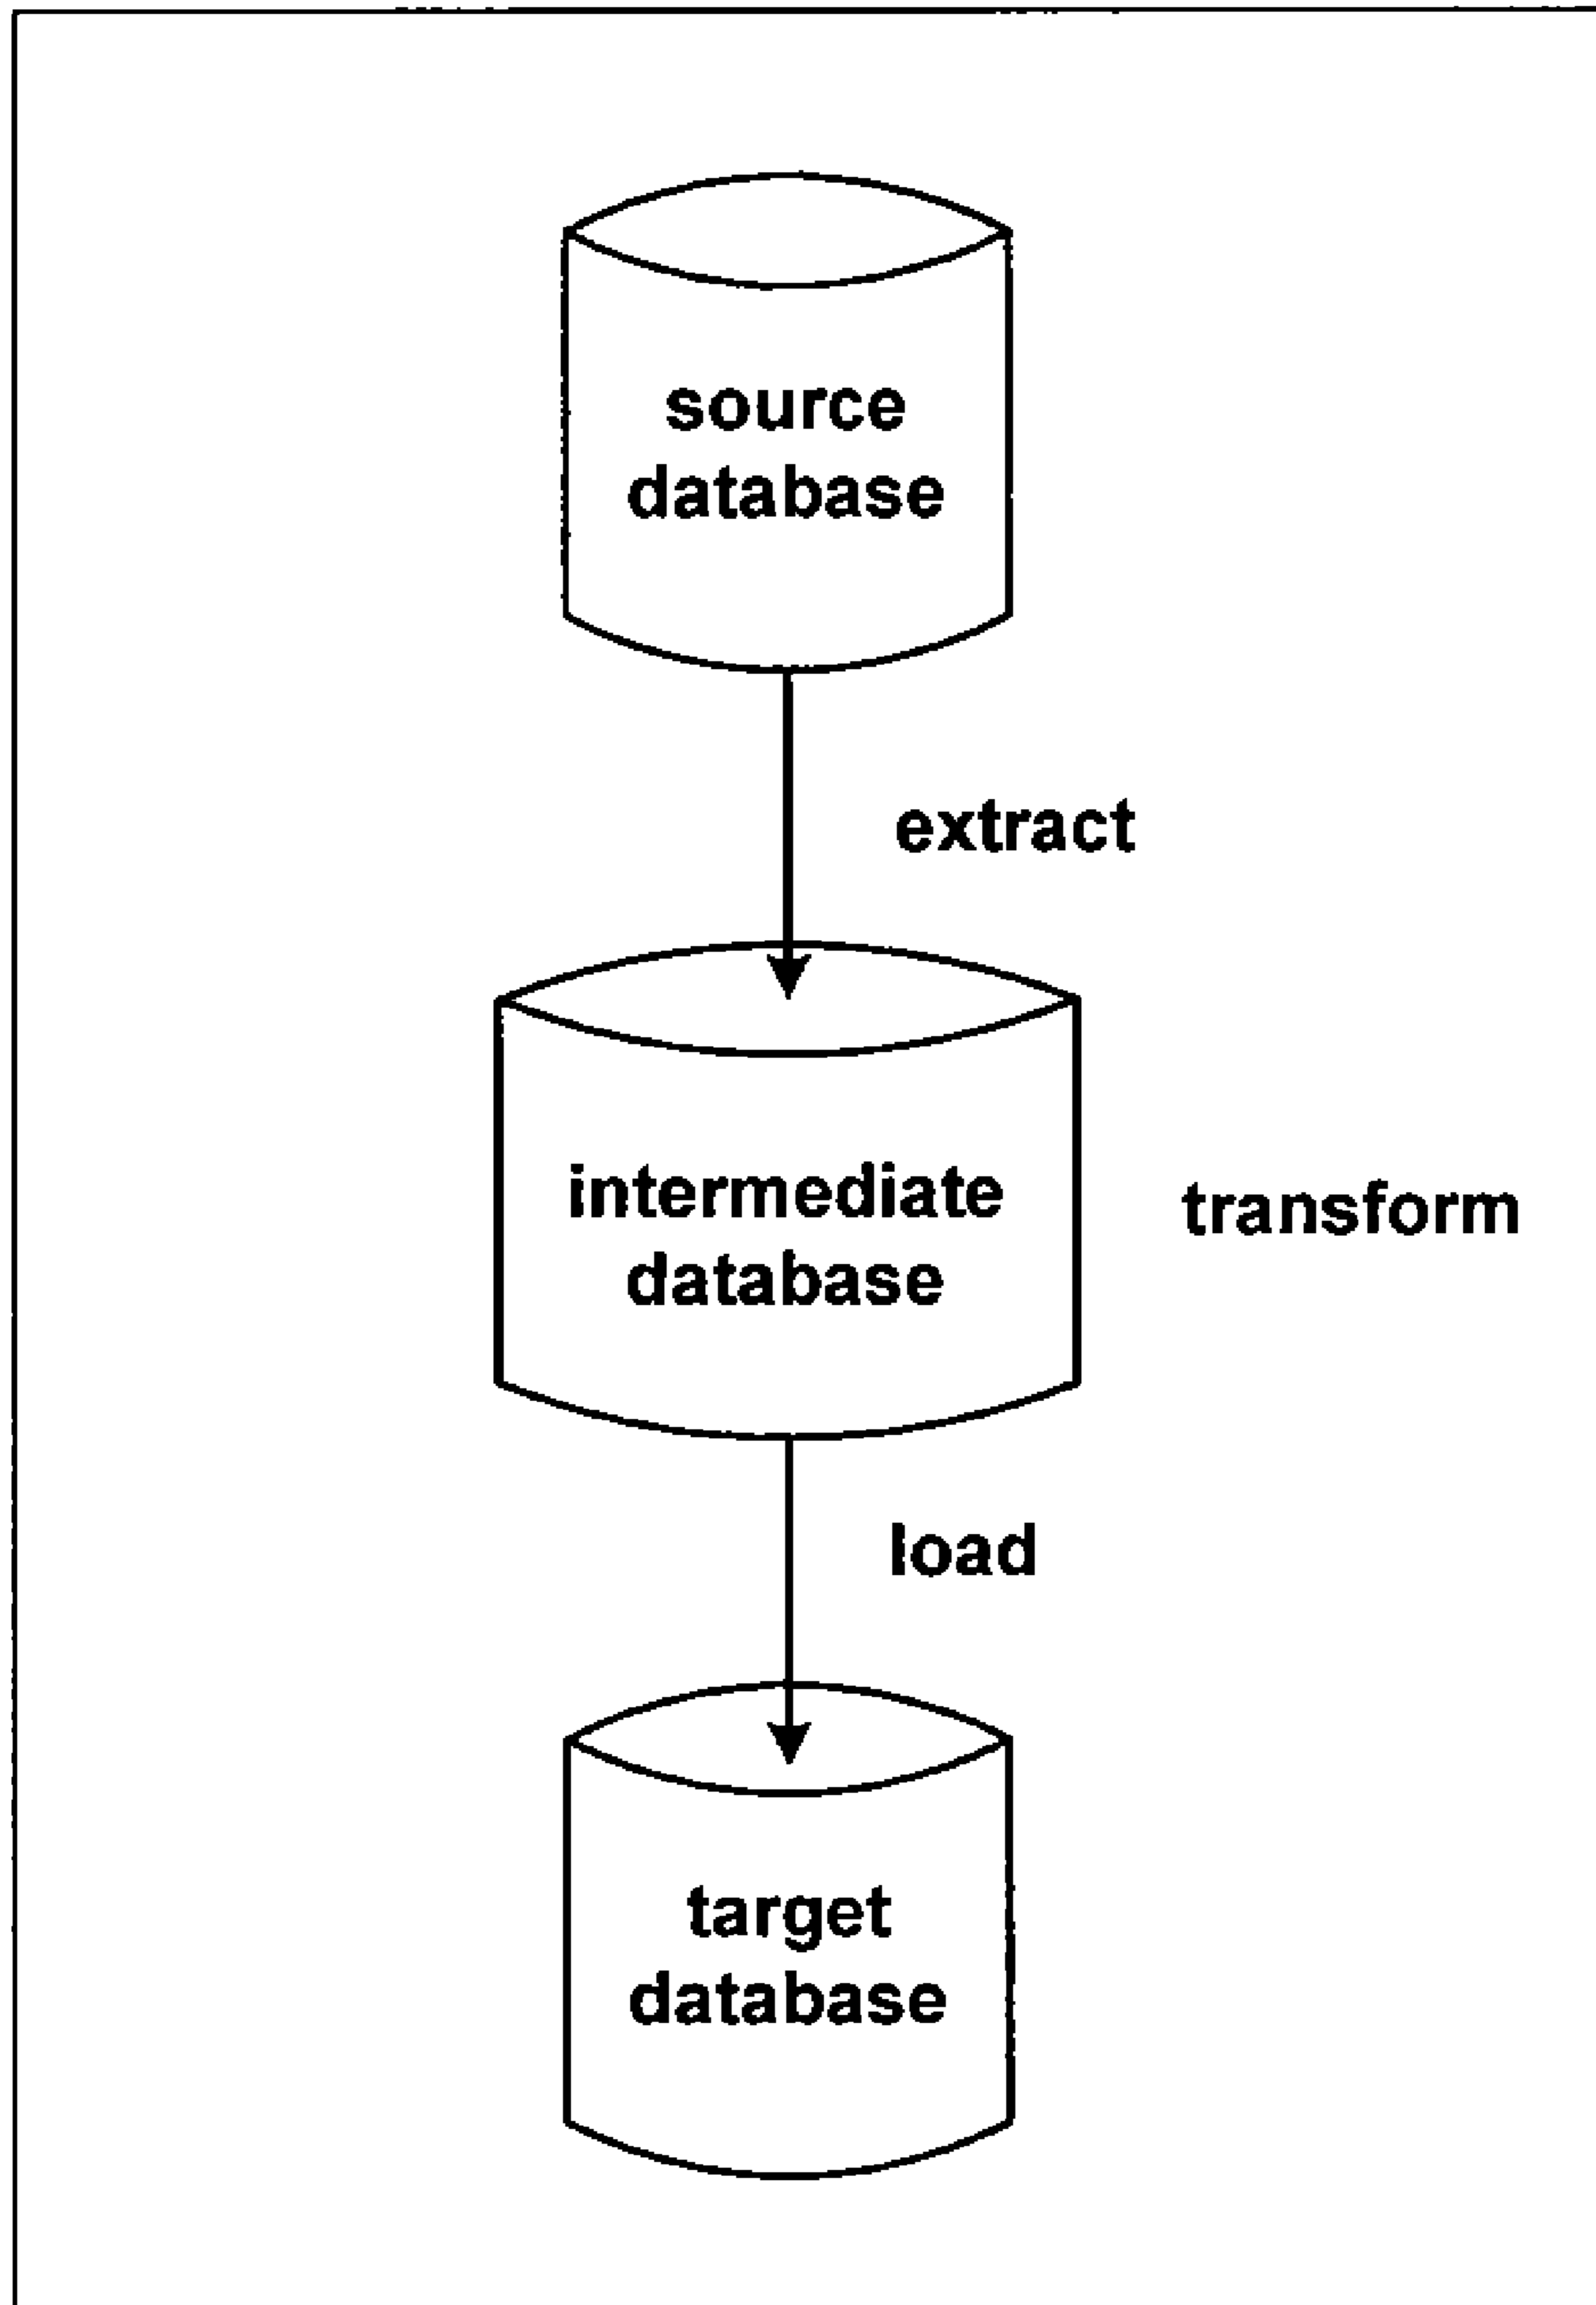 source
database
extract
intermediate
database
transform
load
target
database